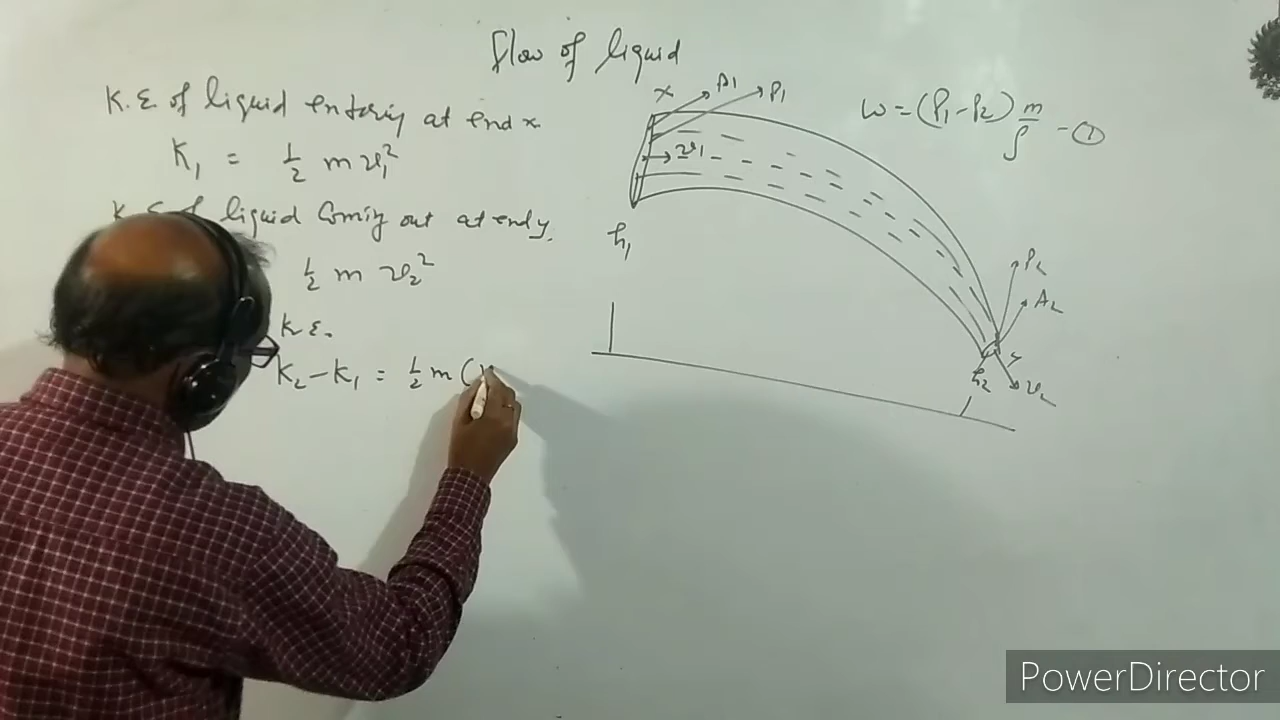 Flow of liquid
K.E of liquid entering at end x
K₁ = ½ m v₁²
of liquid Coming out at end y.
½ m v₂²
K.E.
K₂-K₁ = ½ m (
W = (P₁-P₂) m/ρ -①
x
A₁
P₁
v₁
h₁
P₂
A₂
y
h₂
v₂
PowerDirector